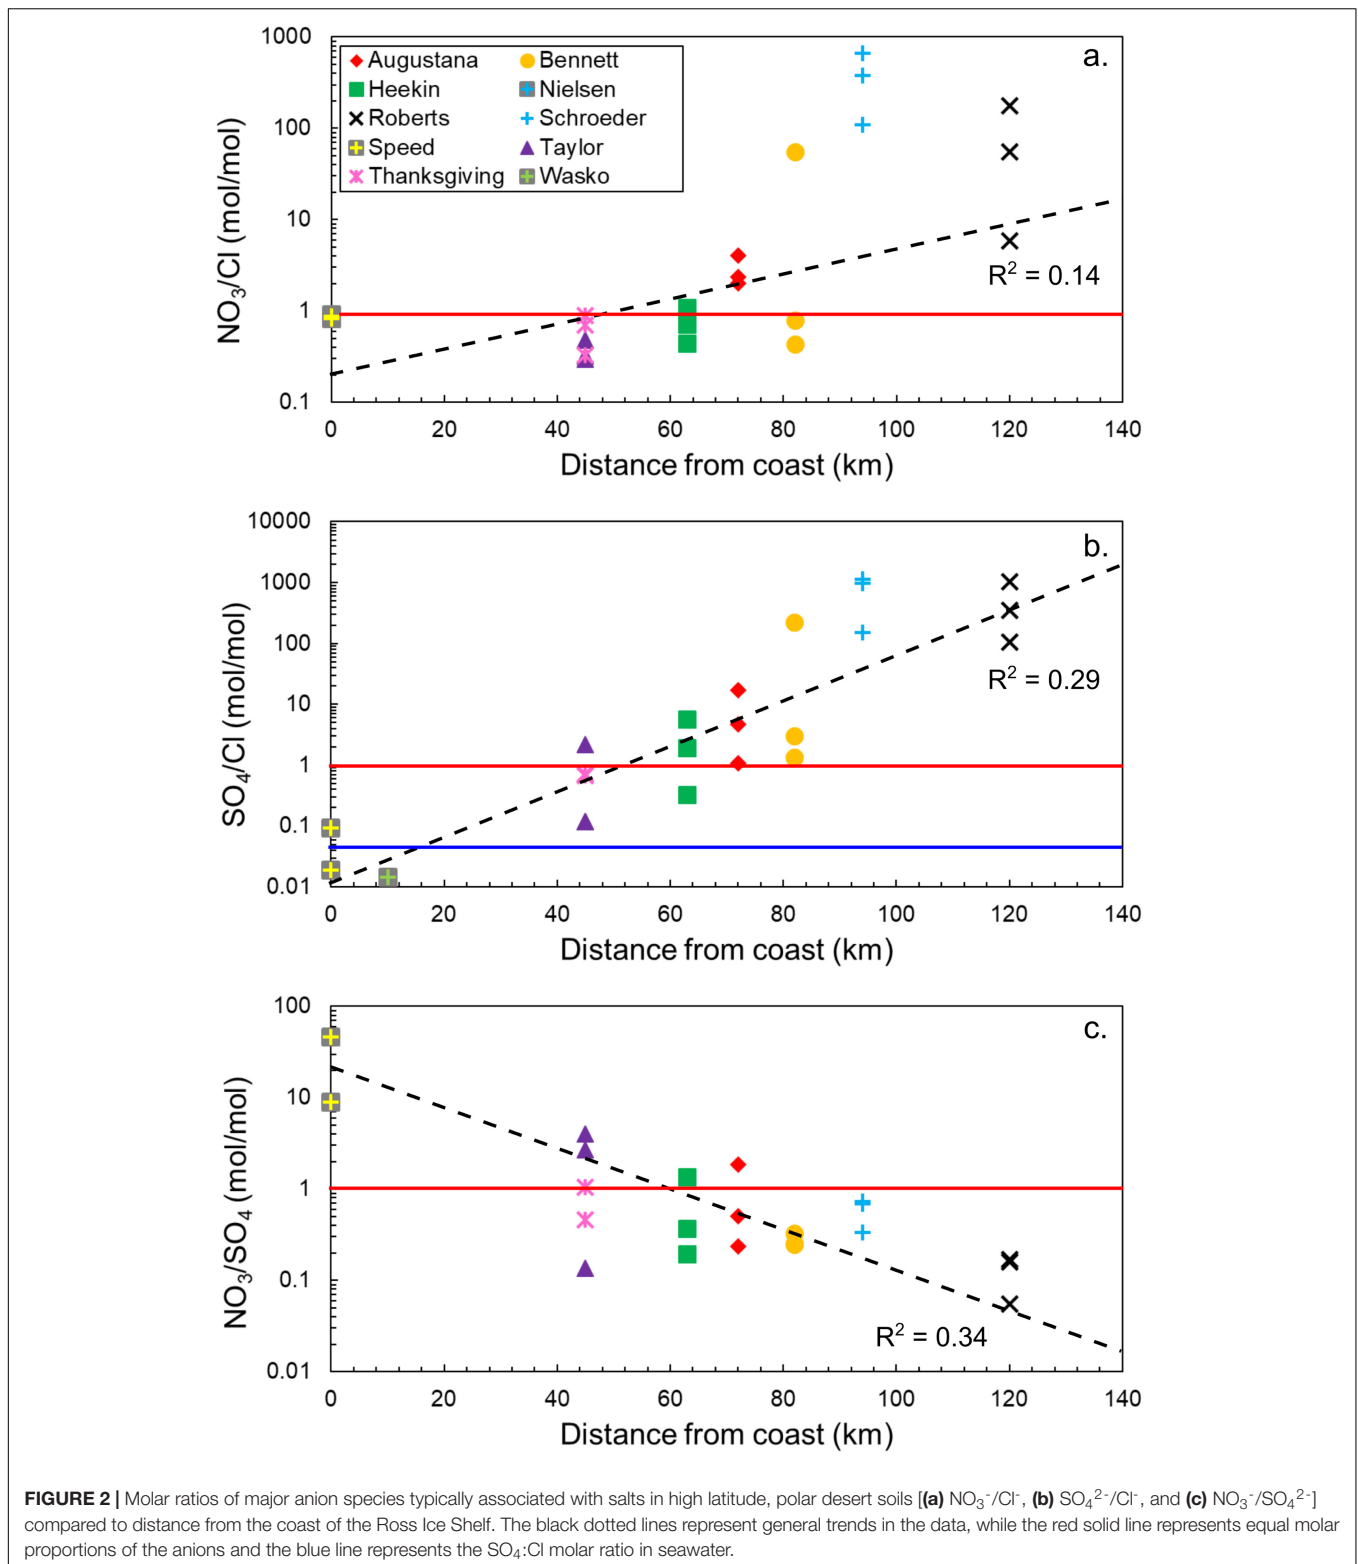 1000
100
10
1
0.1
NO₃/Cl (mol/mol)
a.
Augustana
Bennett
Heekin
Nielsen
Roberts
Schroeder
Speed
Taylor
Thanksgiving
Wasko
R² = 0.14
0 20 40 60 80 100 120 140
Distance from coast (km)
10000
1000
100
10
1
0.1
0.01
SO₄/Cl (mol/mol)
b.
R² = 0.29
0 20 40 60 80 100 120 140
Distance from coast (km)
100
10
1
0.1
0.01
NO₃/SO₄ (mol/mol)
c.
R² = 0.34
0 20 40 60 80 100 120 140
Distance from coast (km)
FIGURE 2 | Molar ratios of major anion species typically associated with salts in high latitude, polar desert soils [(a) NO₃⁻/Cl⁻, (b) SO₄²⁻/Cl⁻, and (c) NO₃⁻/SO₄²⁻]
compared to distance from the coast of the Ross Ice Shelf. The black dotted lines represent general trends in the data, while the red solid line represents equal molar
proportions of the anions and the blue line represents the SO₄:Cl molar ratio in seawater.